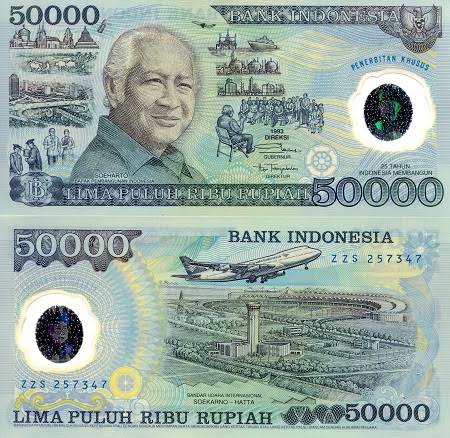 50000
BANK INDONESIA
PENERBITAN KHUSUS
1993
DIREKSI
GUBERNUR
DIREKTUR
SOEHARTO
BAPAK PEMBANGUNAN INDONESIA
25 TAHUN
INDONESIA MEMBANGUN
LIMA PULUH RIBU RUPIAH 50000
50000
BANK INDONESIA
ZZS 257347
ZZS 257347
BANDAR UDARA INTERNASIONAL
SOEKARNO - HATTA
LIMA PULUH RIBU RUPIAH
50000